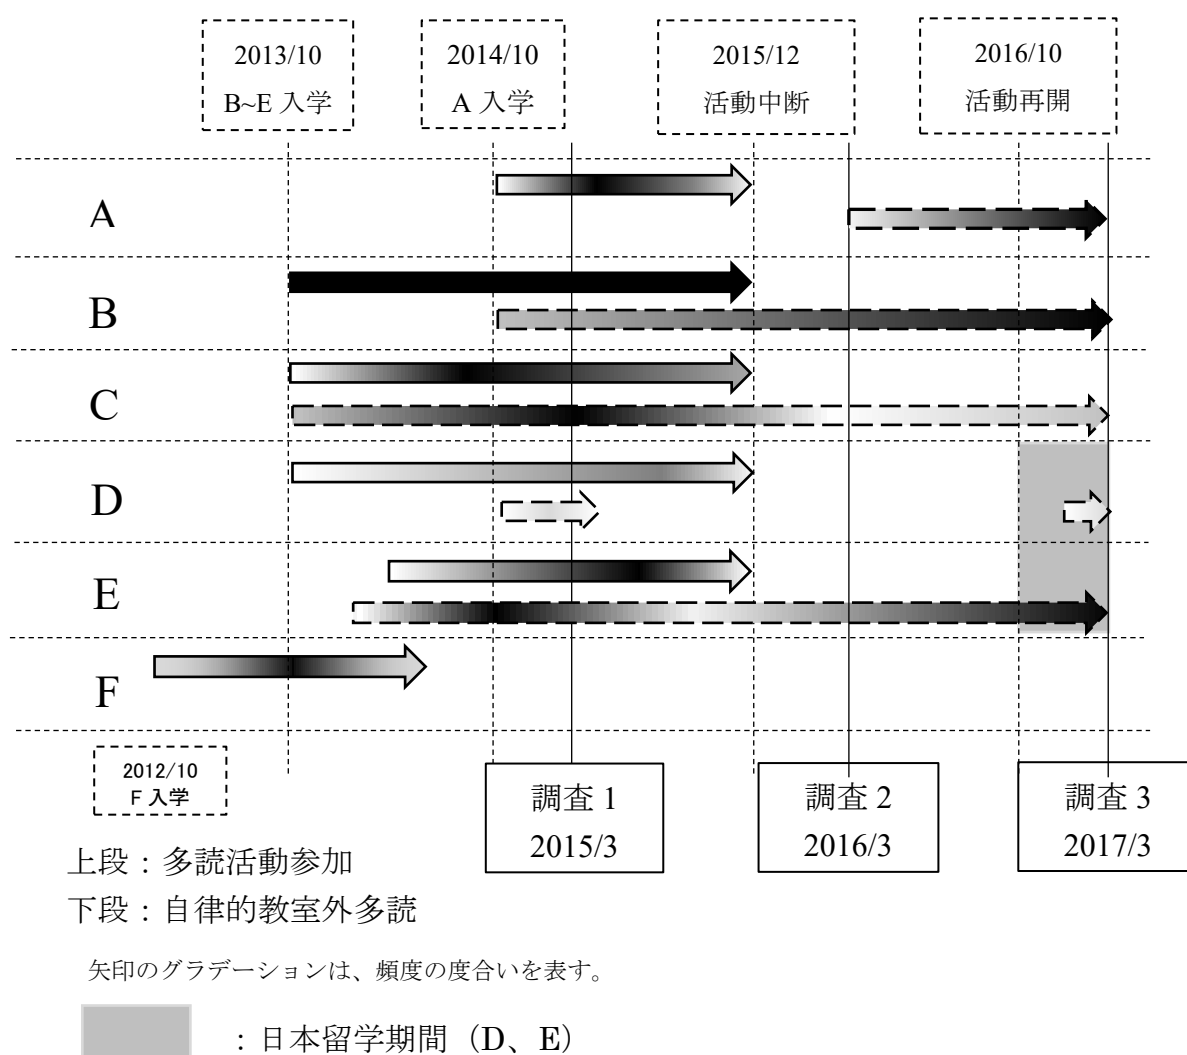 2013/10
B~E 入学
2014/10
A 入学
2015/12
活動中断
2016/10
活動再開
A
B
C
D
E
F
2012/10
F 入学
調査 1
2015/3
調査 2
2016/3
調査 3
2017/3
上段：多読活動参加
下段：自律的教室外多読
矢印のグラデーションは、頻度の度合いを表す。
：日本留学期間（D、E）